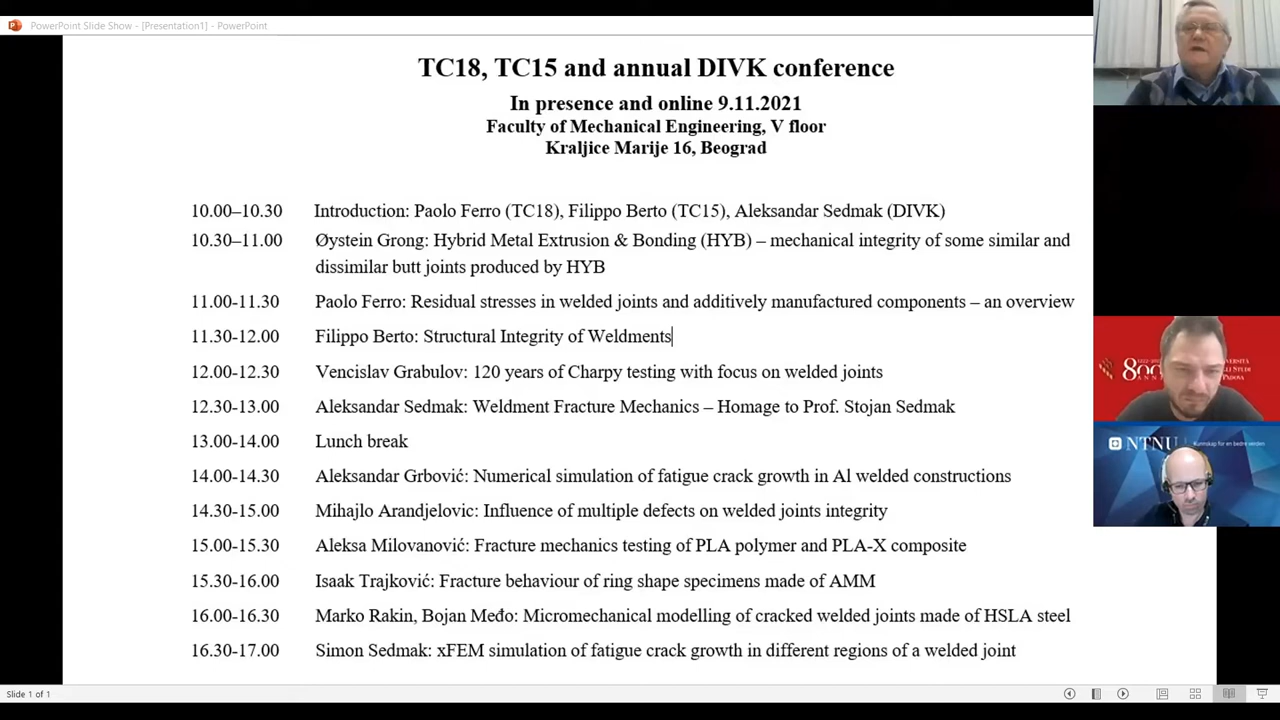 PowerPoint Slide Show - [Presentation1] - PowerPoint
TC18, TC15 and annual DIVK conference
In presence and online 9.11.2021
Faculty of Mechanical Engineering, V floor
Kraljice Marije 16, Beograd
10.00–10.30 Introduction: Paolo Ferro (TC18), Filippo Berto (TC15), Aleksandar Sedmak (DIVK)
10.30–11.00 Øystein Grong: Hybrid Metal Extrusion & Bonding (HYB) – mechanical integrity of some similar and
dissimilar butt joints produced by HYB
11.00-11.30 Paolo Ferro: Residual stresses in welded joints and additively manufactured components – an overview
11.30-12.00 Filippo Berto: Structural Integrity of Weldments
12.00-12.30 Vencislav Grabulov: 120 years of Charpy testing with focus on welded joints
12.30-13.00 Aleksandar Sedmak: Weldment Fracture Mechanics – Homage to Prof. Stojan Sedmak
13.00-14.00 Lunch break
14.00-14.30 Aleksandar Grbović: Numerical simulation of fatigue crack growth in Al welded constructions
14.30-15.00 Mihajlo Arandjelovic: Influence of multiple defects on welded joints integrity
15.00-15.30 Aleksa Milovanović: Fracture mechanics testing of PLA polymer and PLA-X composite
15.30-16.00 Isaak Trajković: Fracture behaviour of ring shape specimens made of AMM
16.00-16.30 Marko Rakin, Bojan Međo: Micromechanical modelling of cracked welded joints made of HSLA steel
16.30-17.00 Simon Sedmak: xFEM simulation of fatigue crack growth in different regions of a welded joint
Slide 1 of 1
NTNU
Kunnskap for en bedre verden